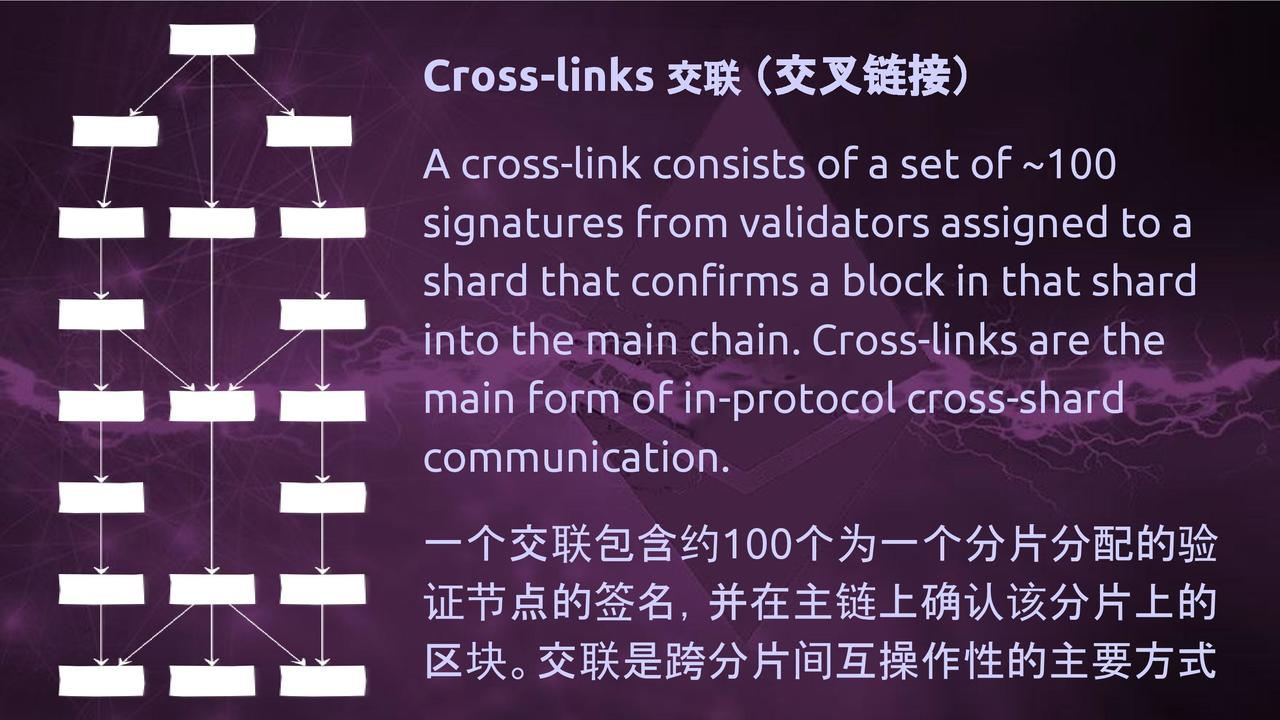 Cross-links 交联（交叉链接）
A cross-link consists of a set of ~100
signatures from validators assigned to a
shard that confirms a block in that shard
into the main chain. Cross-links are the
main form of in-protocol cross-shard
communication.
一个交联包含约100个为一个分片分配的验
证节点的签名，并在主链上确认该分片上的
区块。交联是跨分片间互操作性的主要方式